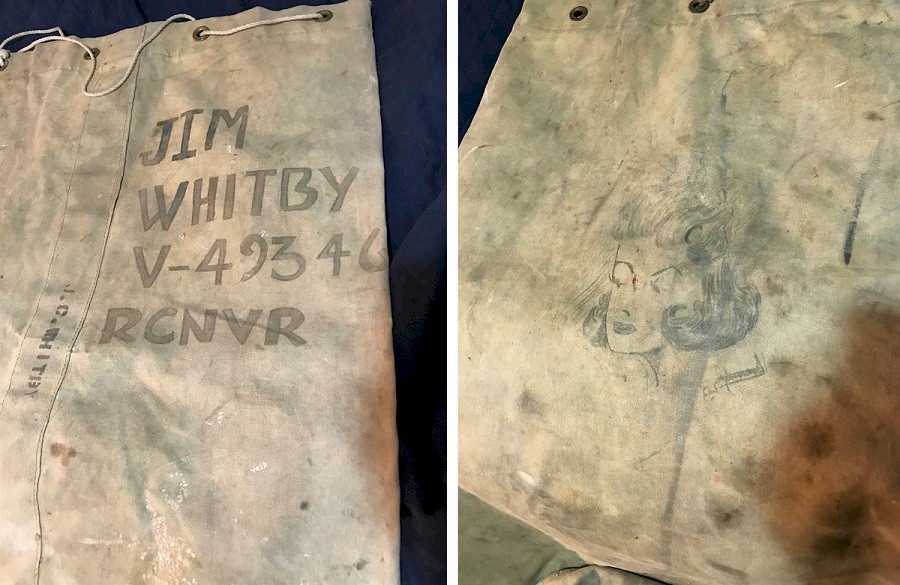 JIM
WHITBY
V-49346
RCNVR
J.C. WHITBY